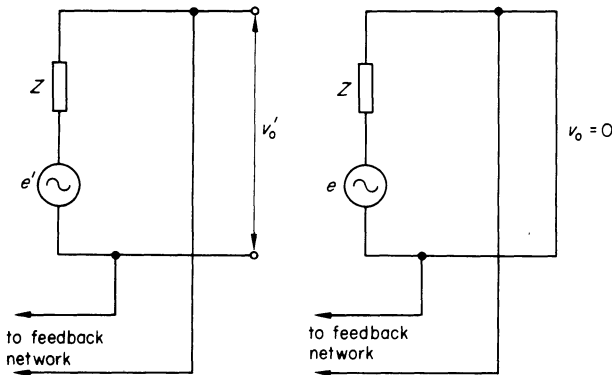 Z
e′
v₀′
to feedback
network
Z
e
v₀ = 0
to feedback
network